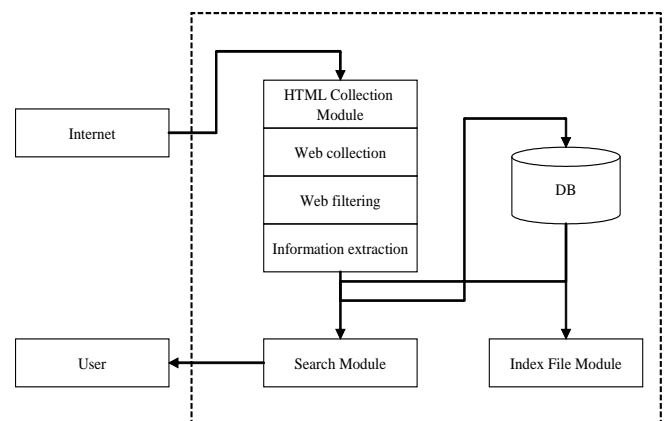 HTML Collection
Module
Internet
Web collection
Web filtering
DB
Information extraction
User
Search Module
Index File Module